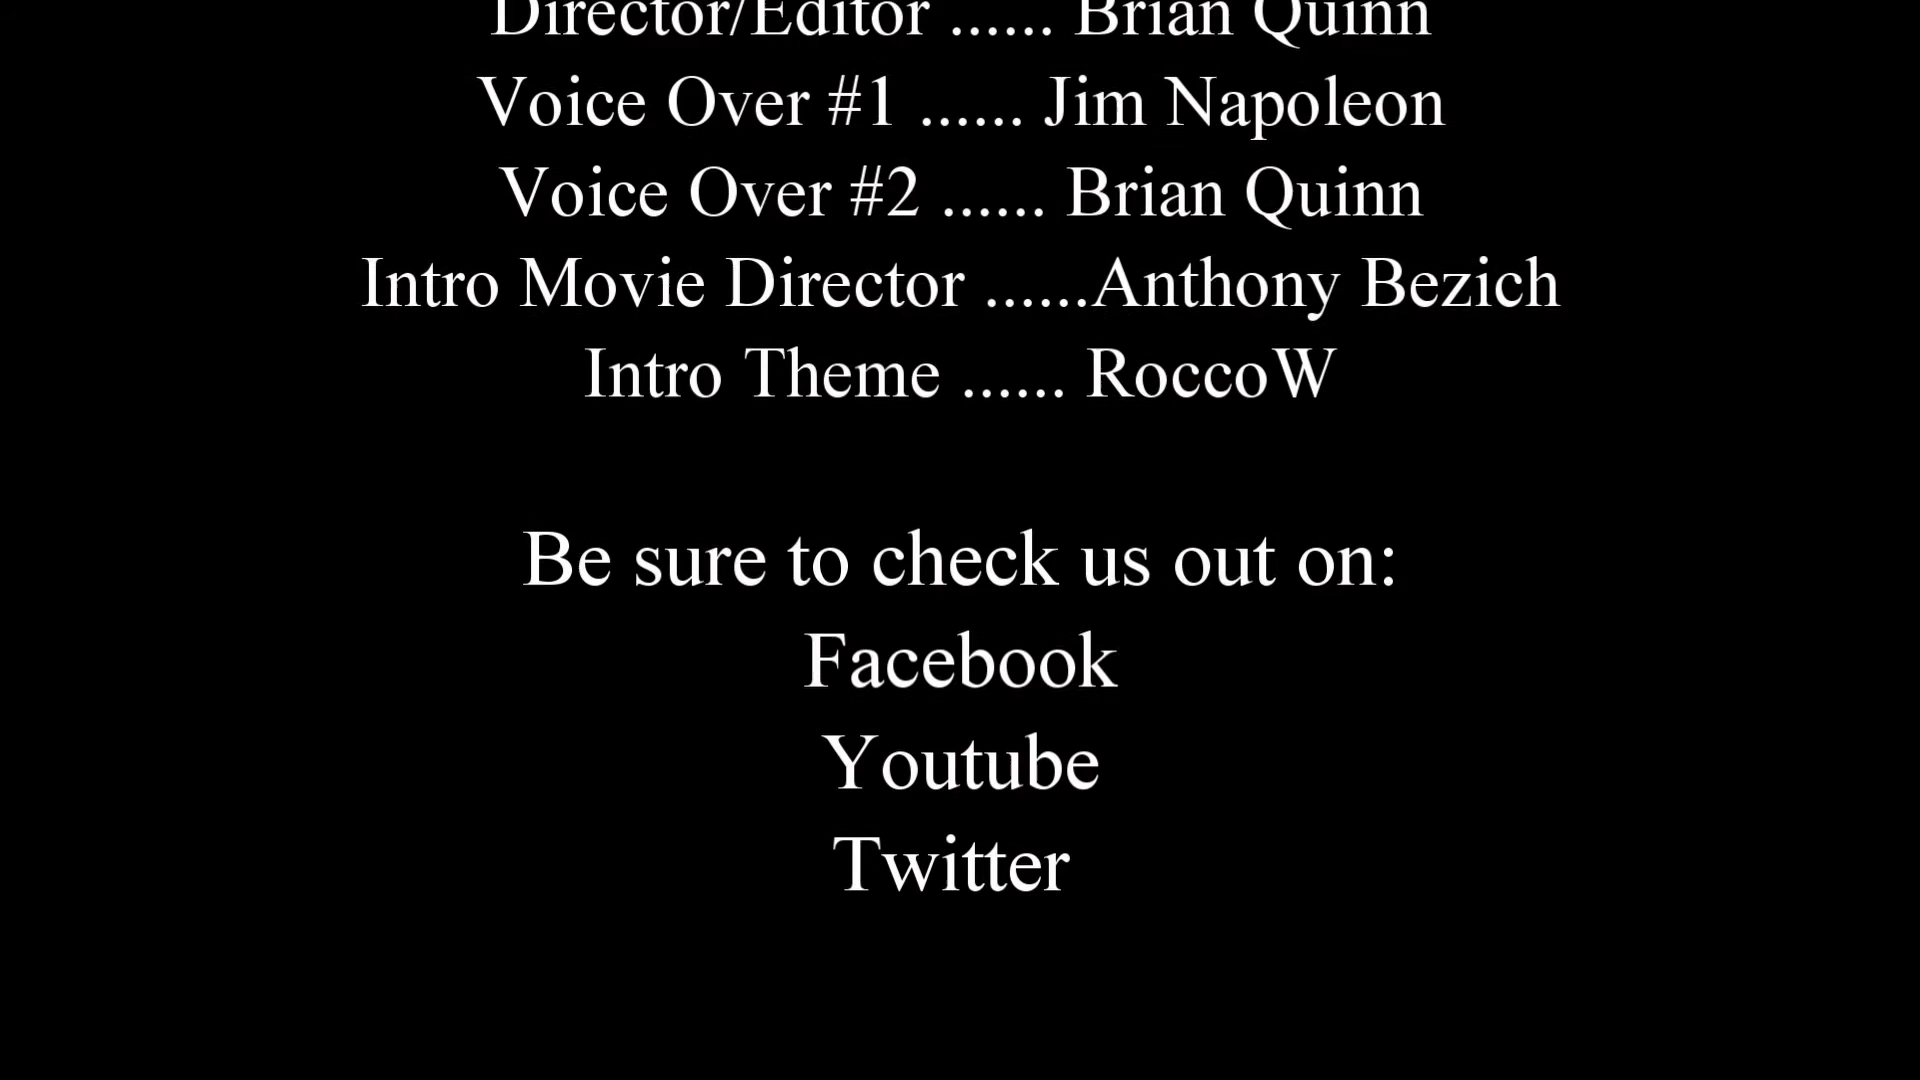 Director/Editor ...... Brian Quinn
Voice Over #1 ...... Jim Napoleon
Voice Over #2 ...... Brian Quinn
Intro Movie Director ......Anthony Bezich
Intro Theme ...... RoccoW
Be sure to check us out on:
Facebook
Youtube
Twitter